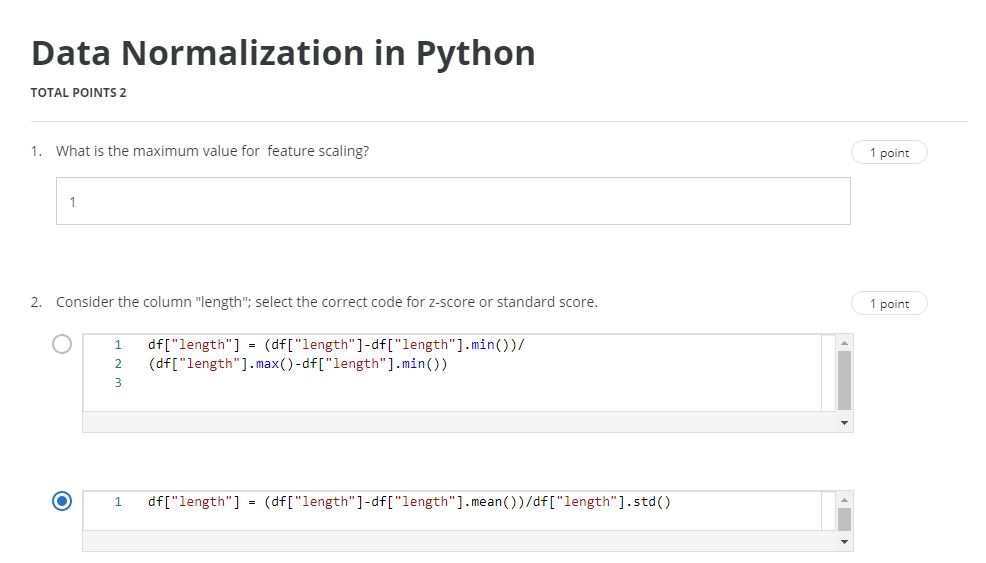 Data Normalization in Python
TOTAL POINTS 2
1. What is the maximum value for feature scaling?
1 point
1
2. Consider the column "length"; select the correct code for z-score or standard score.
1 point
1 df["length"] = (df["length"]-df["length"].min())/
2 (df["length"].max()-df["length"].min())
3
1 df["length"] = (df["length"]-df["length"].mean())/df["length"].std()